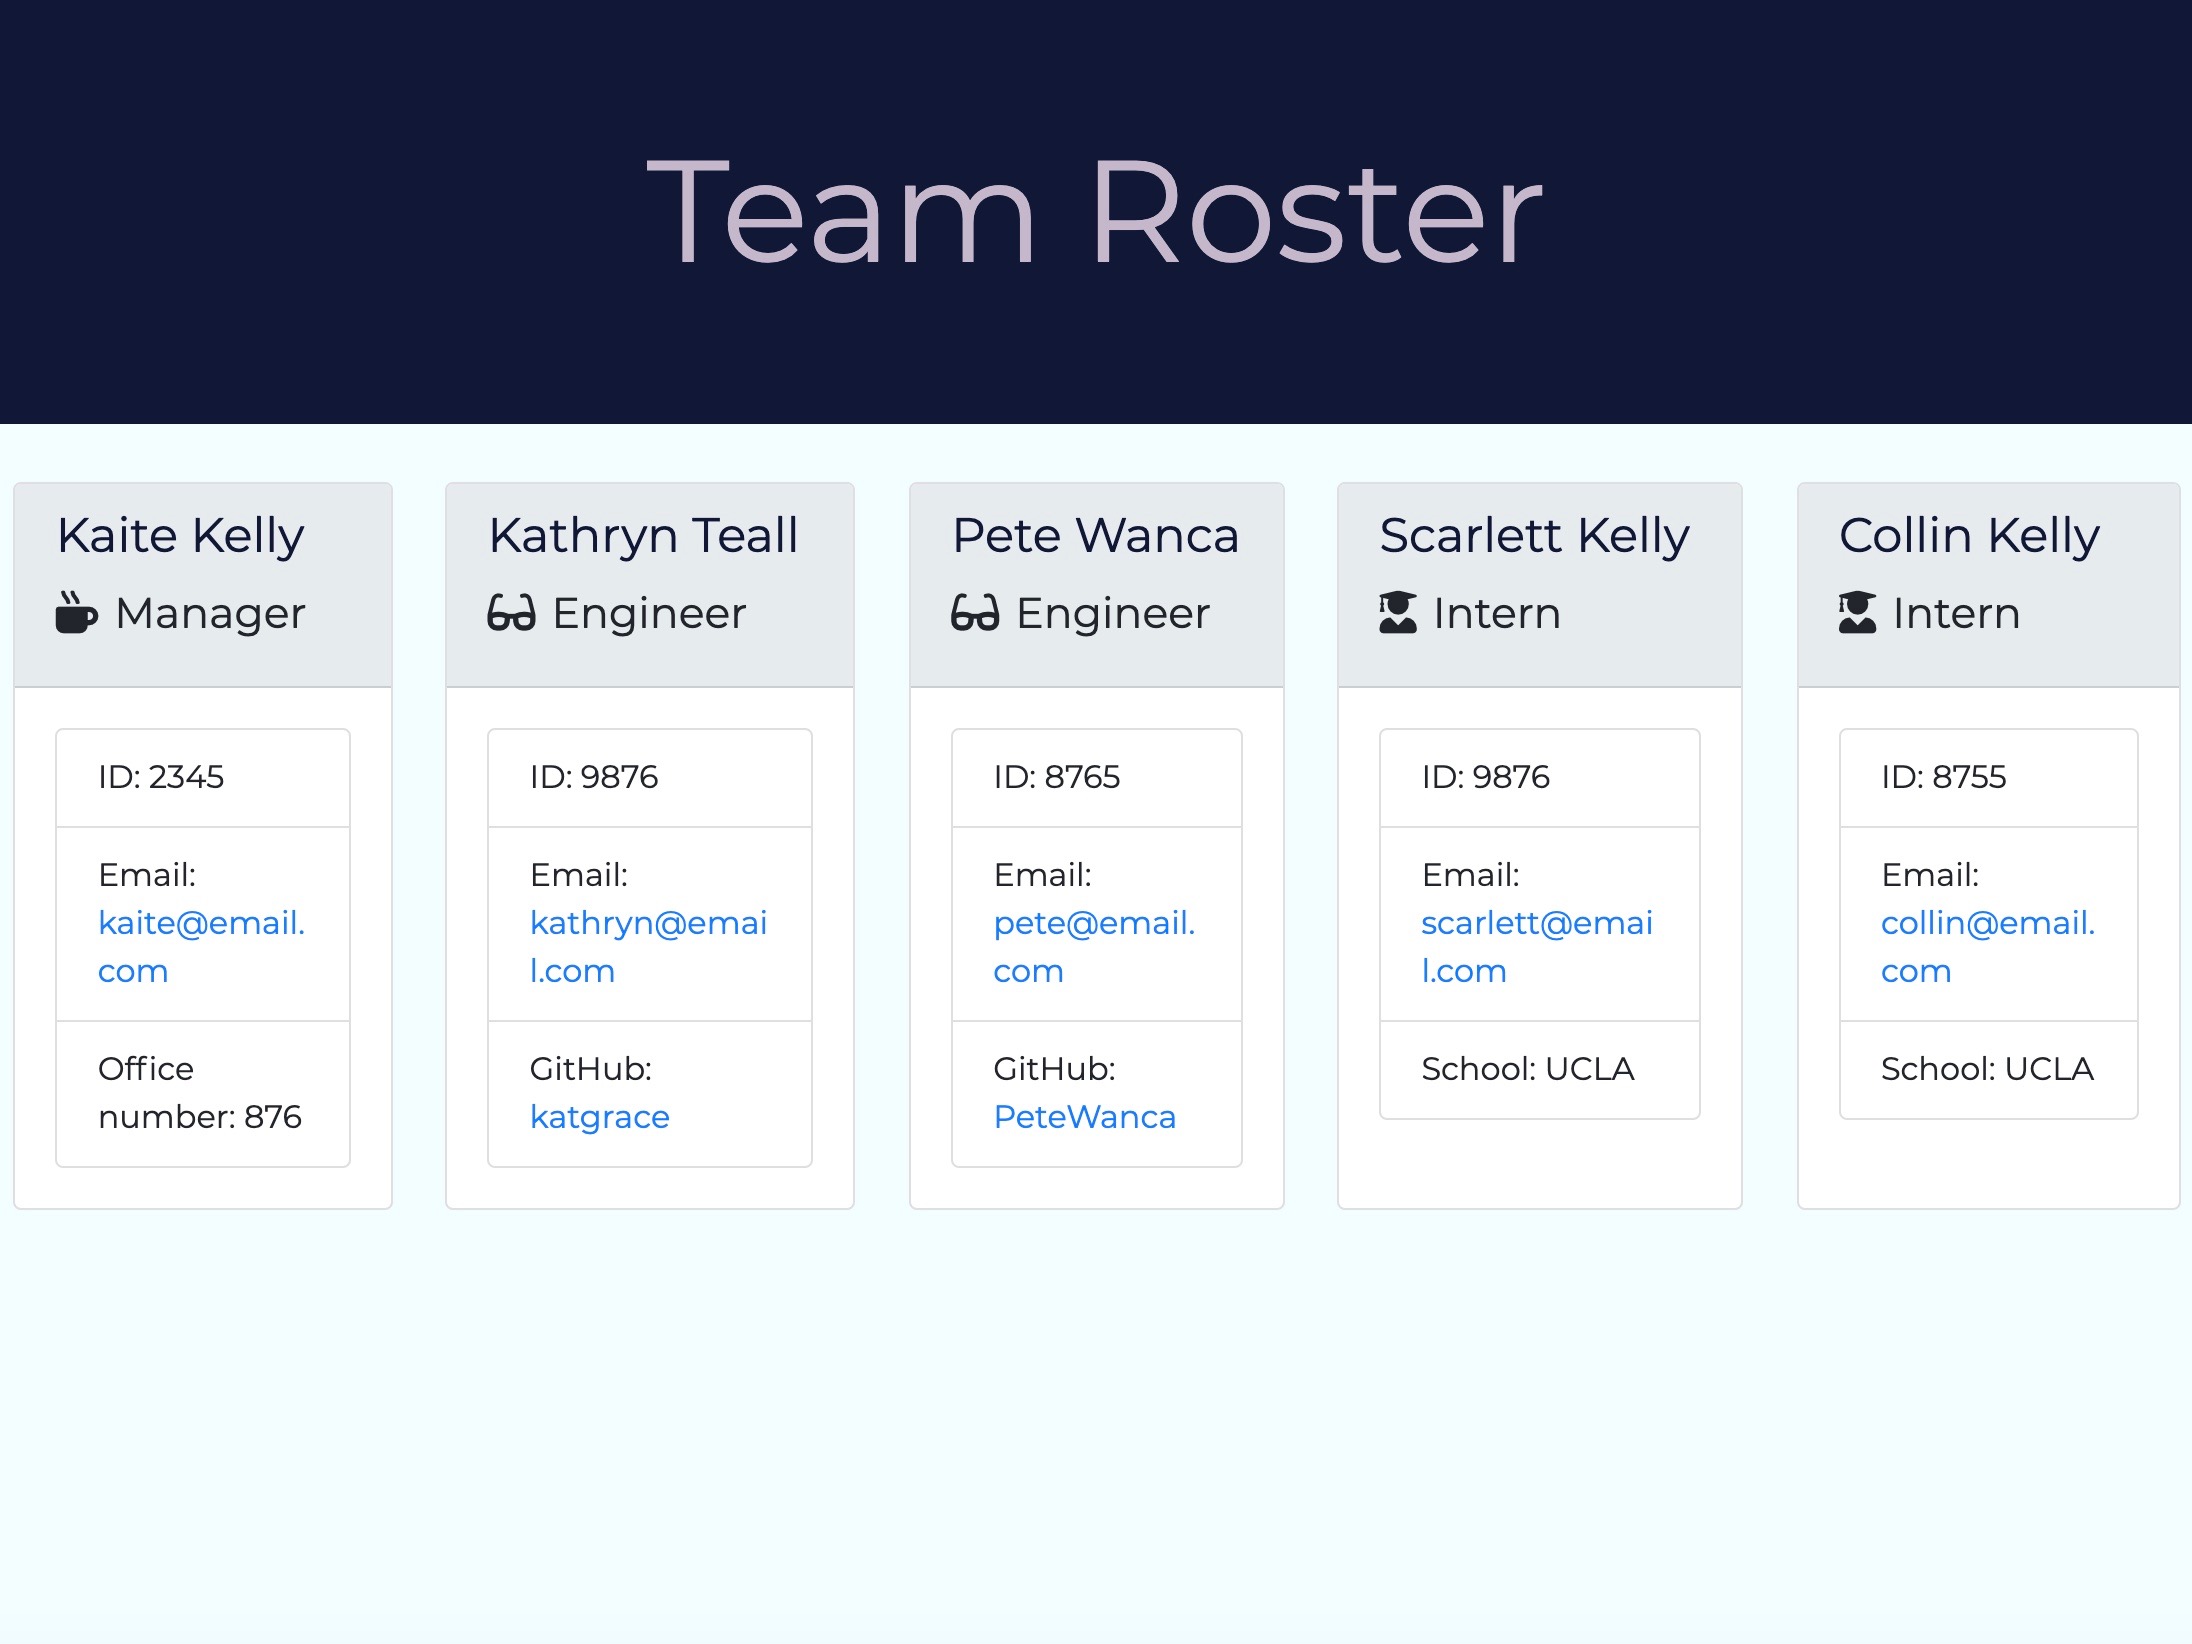 Team Roster
Kaite Kelly
Manager
ID: 2345
Email:
kaite@email.
com
Office
number: 876
Kathryn Teall
Engineer
ID: 9876
Email:
kathryn@emai
l.com
GitHub:
katgrace
Pete Wanca
Engineer
ID: 8765
Email:
pete@email.
com
GitHub:
PeteWanca
Scarlett Kelly
Intern
ID: 9876
Email:
scarlett@emai
l.com
School: UCLA
Collin Kelly
Intern
ID: 8755
Email:
collin@email.
com
School: UCLA